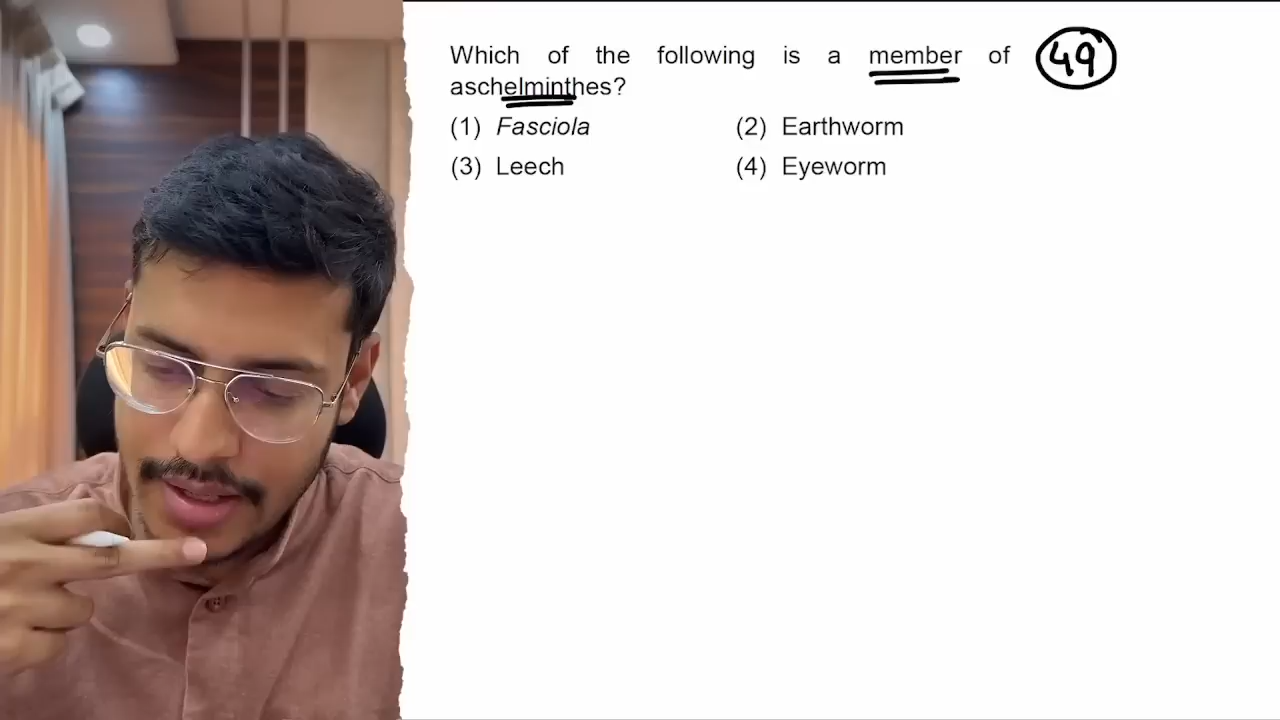 Which of the following is a member of
aschelminthes?
49
(1) Fasciola (2) Earthworm
(3) Leech (4) Eyeworm